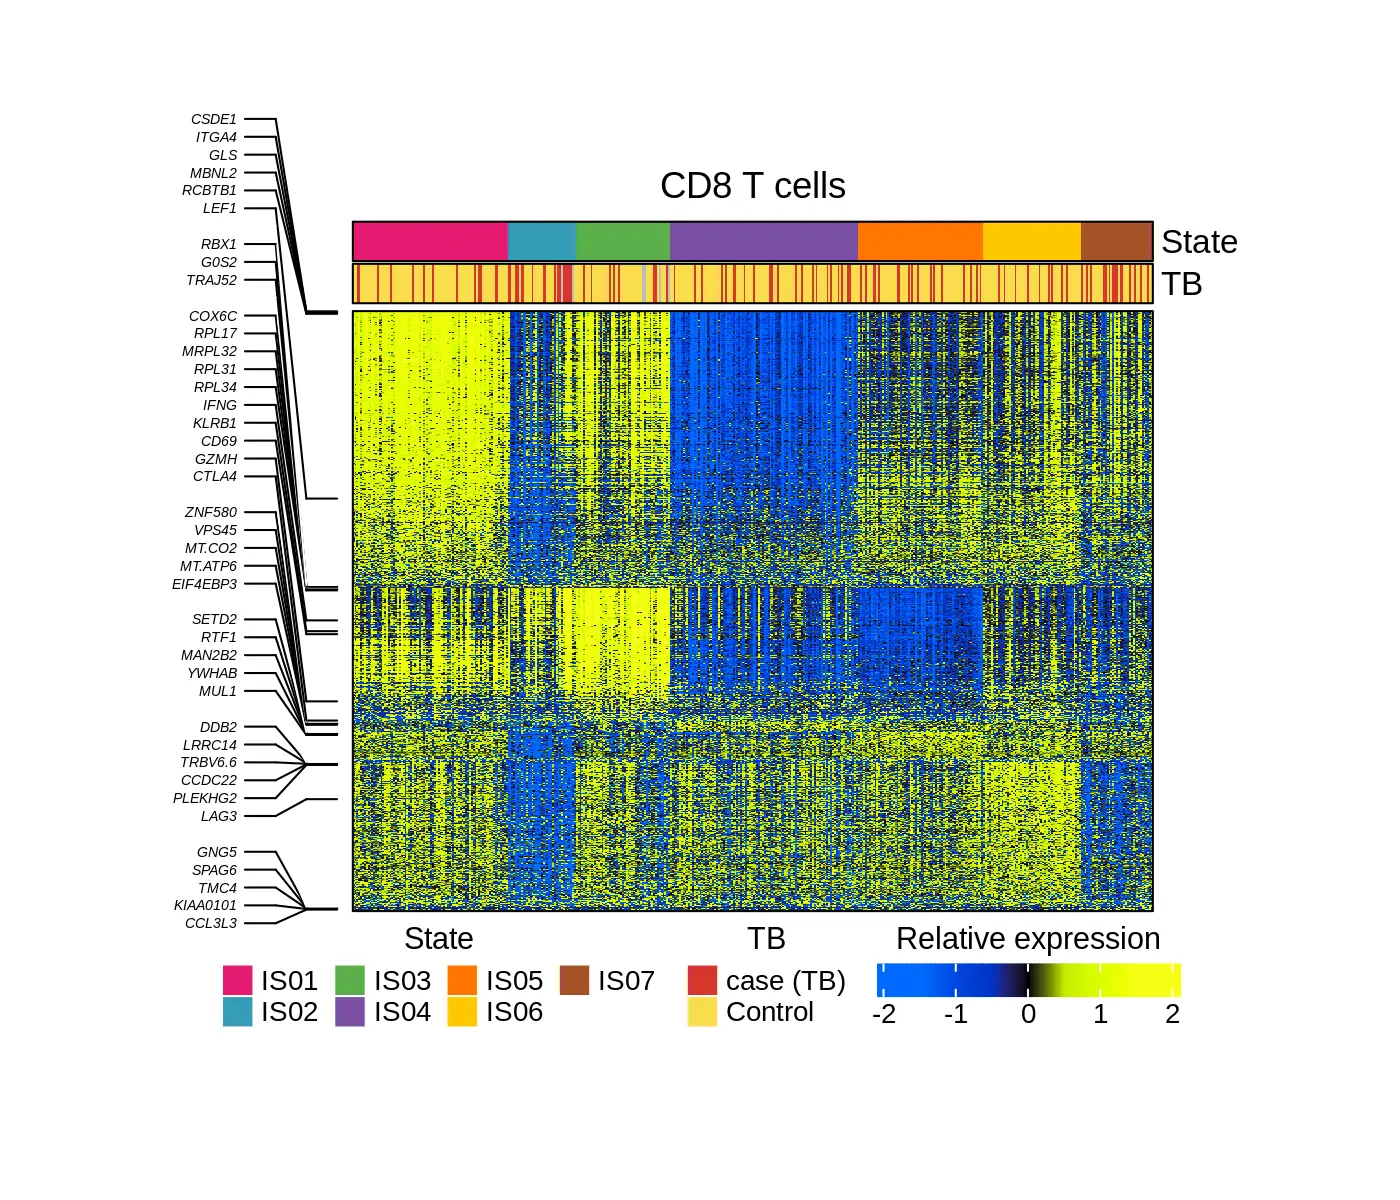 CSDE1
ITGA4
GLS
MBNL2
RCBTB1
LEF1
RBX1
G0S2
TRAJ52
COX6C
RPL17
MRPL32
RPL31
RPL34
IFNG
KLRB1
CD69
GZMH
CTLA4
ZNF580
VPS45
MT.CO2
MT.ATP6
EIF4EBP3
SETD2
RTF1
MAN2B2
YWHAB
MUL1
DDB2
LRRC14
TRBV6.6
CCDC22
PLEKHG2
LAG3
GNG5
SPAG6
TMC4
KIAA0101
CCL3L3
CD8 T cells
State
TB
State
IS01 IS03 IS05 IS07
IS02 IS04 IS06
TB
case (TB)
Control
Relative expression
-2 -1 0 1 2